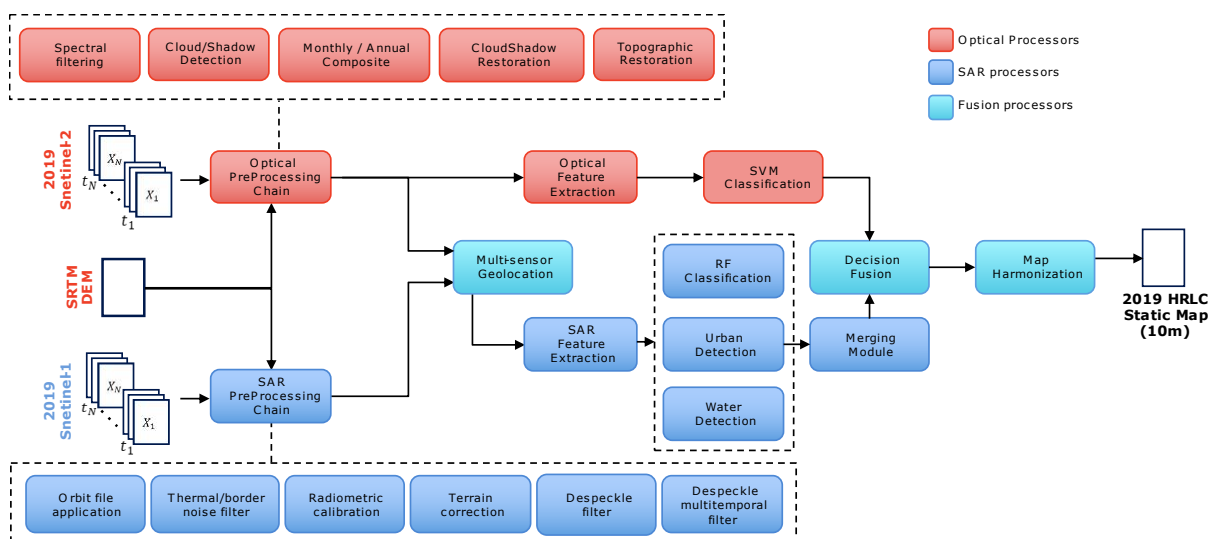 Spectral
filtering
Cloud/Shadow
Detection
Monthly / Annual
Composite
CloudShadow
Restoration
Topographic
Restoration
Optical Processors
SAR processors
Fusion processors
2019
Snetinel-2
X_N
X_1
t_N
t_1
Optical
PreProcessing
Chain
Optical
Feature
Extraction
SVM
Classification
SRTM
DEM
Multi-sensor
Geolocation
RF
Classification
Decision
Fusion
Map
Harmonization
2019 HRLC
Static Map
(10m)
SAR
Feature
Extraction
Urban
Detection
Merging
Module
2019
Snetinel-1
X_N
X_1
t_N
t_1
SAR
PreProcessing
Chain
Water
Detection
Orbit file
application
Thermal/border
noise filter
Radiometric
calibration
Terrain
correction
Despeckle
filter
Despeckle
multitemporal
filter